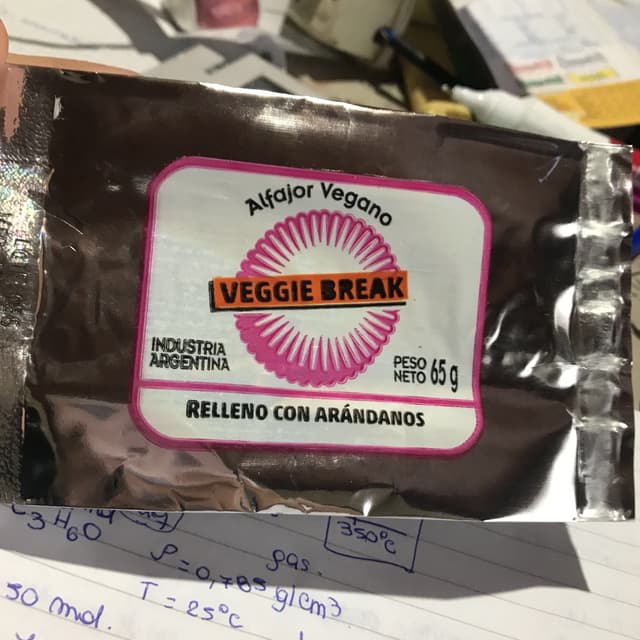 Alfajor Vegano
VEGGIE BREAK
INDUSTRIA
ARGENTINA
PESO
NETO 65 g
RELLENO CON ARÁNDANOS
C3H6O
350°C
ρ = 0,785 g/cm3
gas.
50 mol.
T = 25°C